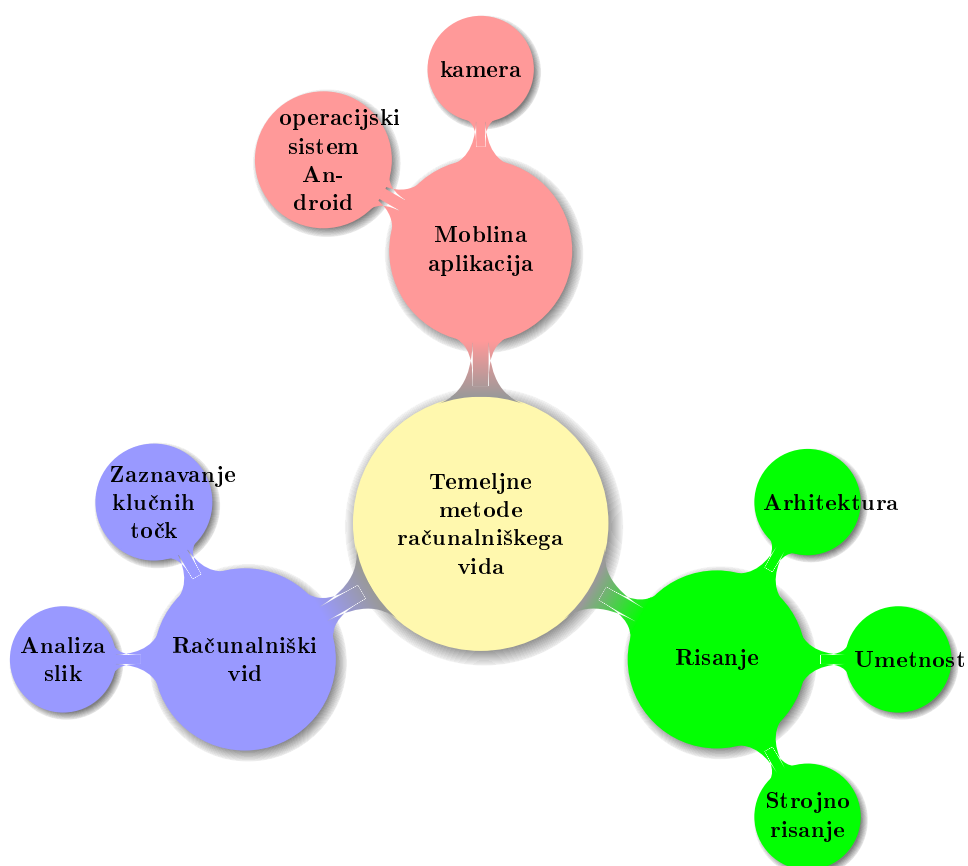 kamera
operacijski
sistem
An-
droid
Moblina
aplikacija
Temeljne
metode
računalniškega
vida
Zaznavanje
klučnih
točk
Računalniški
vid
Analiza
slik
Arhitektura
Risanje
Umetnost
Strojno
risanje